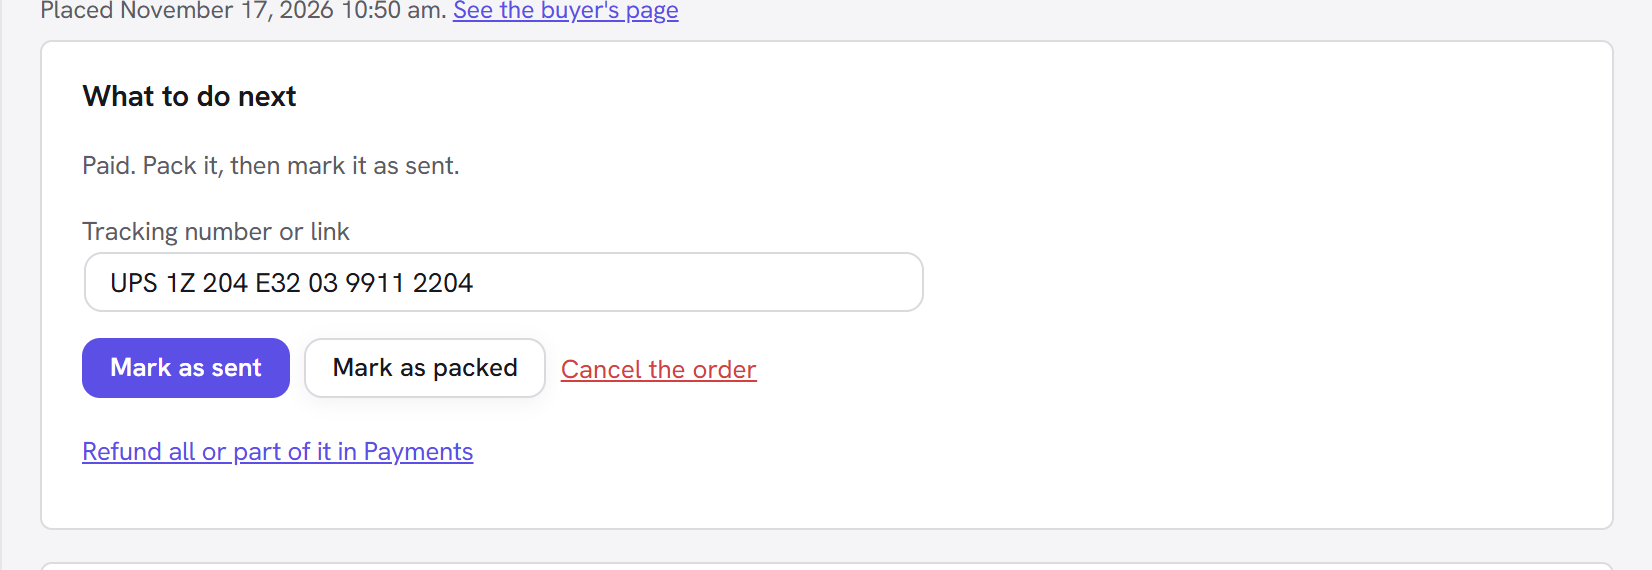 Placed November 17, 2026 10:50 am. See the buyer's page
What to do next
Paid. Pack it, then mark it as sent.
Tracking number or link
UPS 1Z 204 E32 03 9911 2204
Mark as sent Mark as packed Cancel the order
Refund all or part of it in Payments